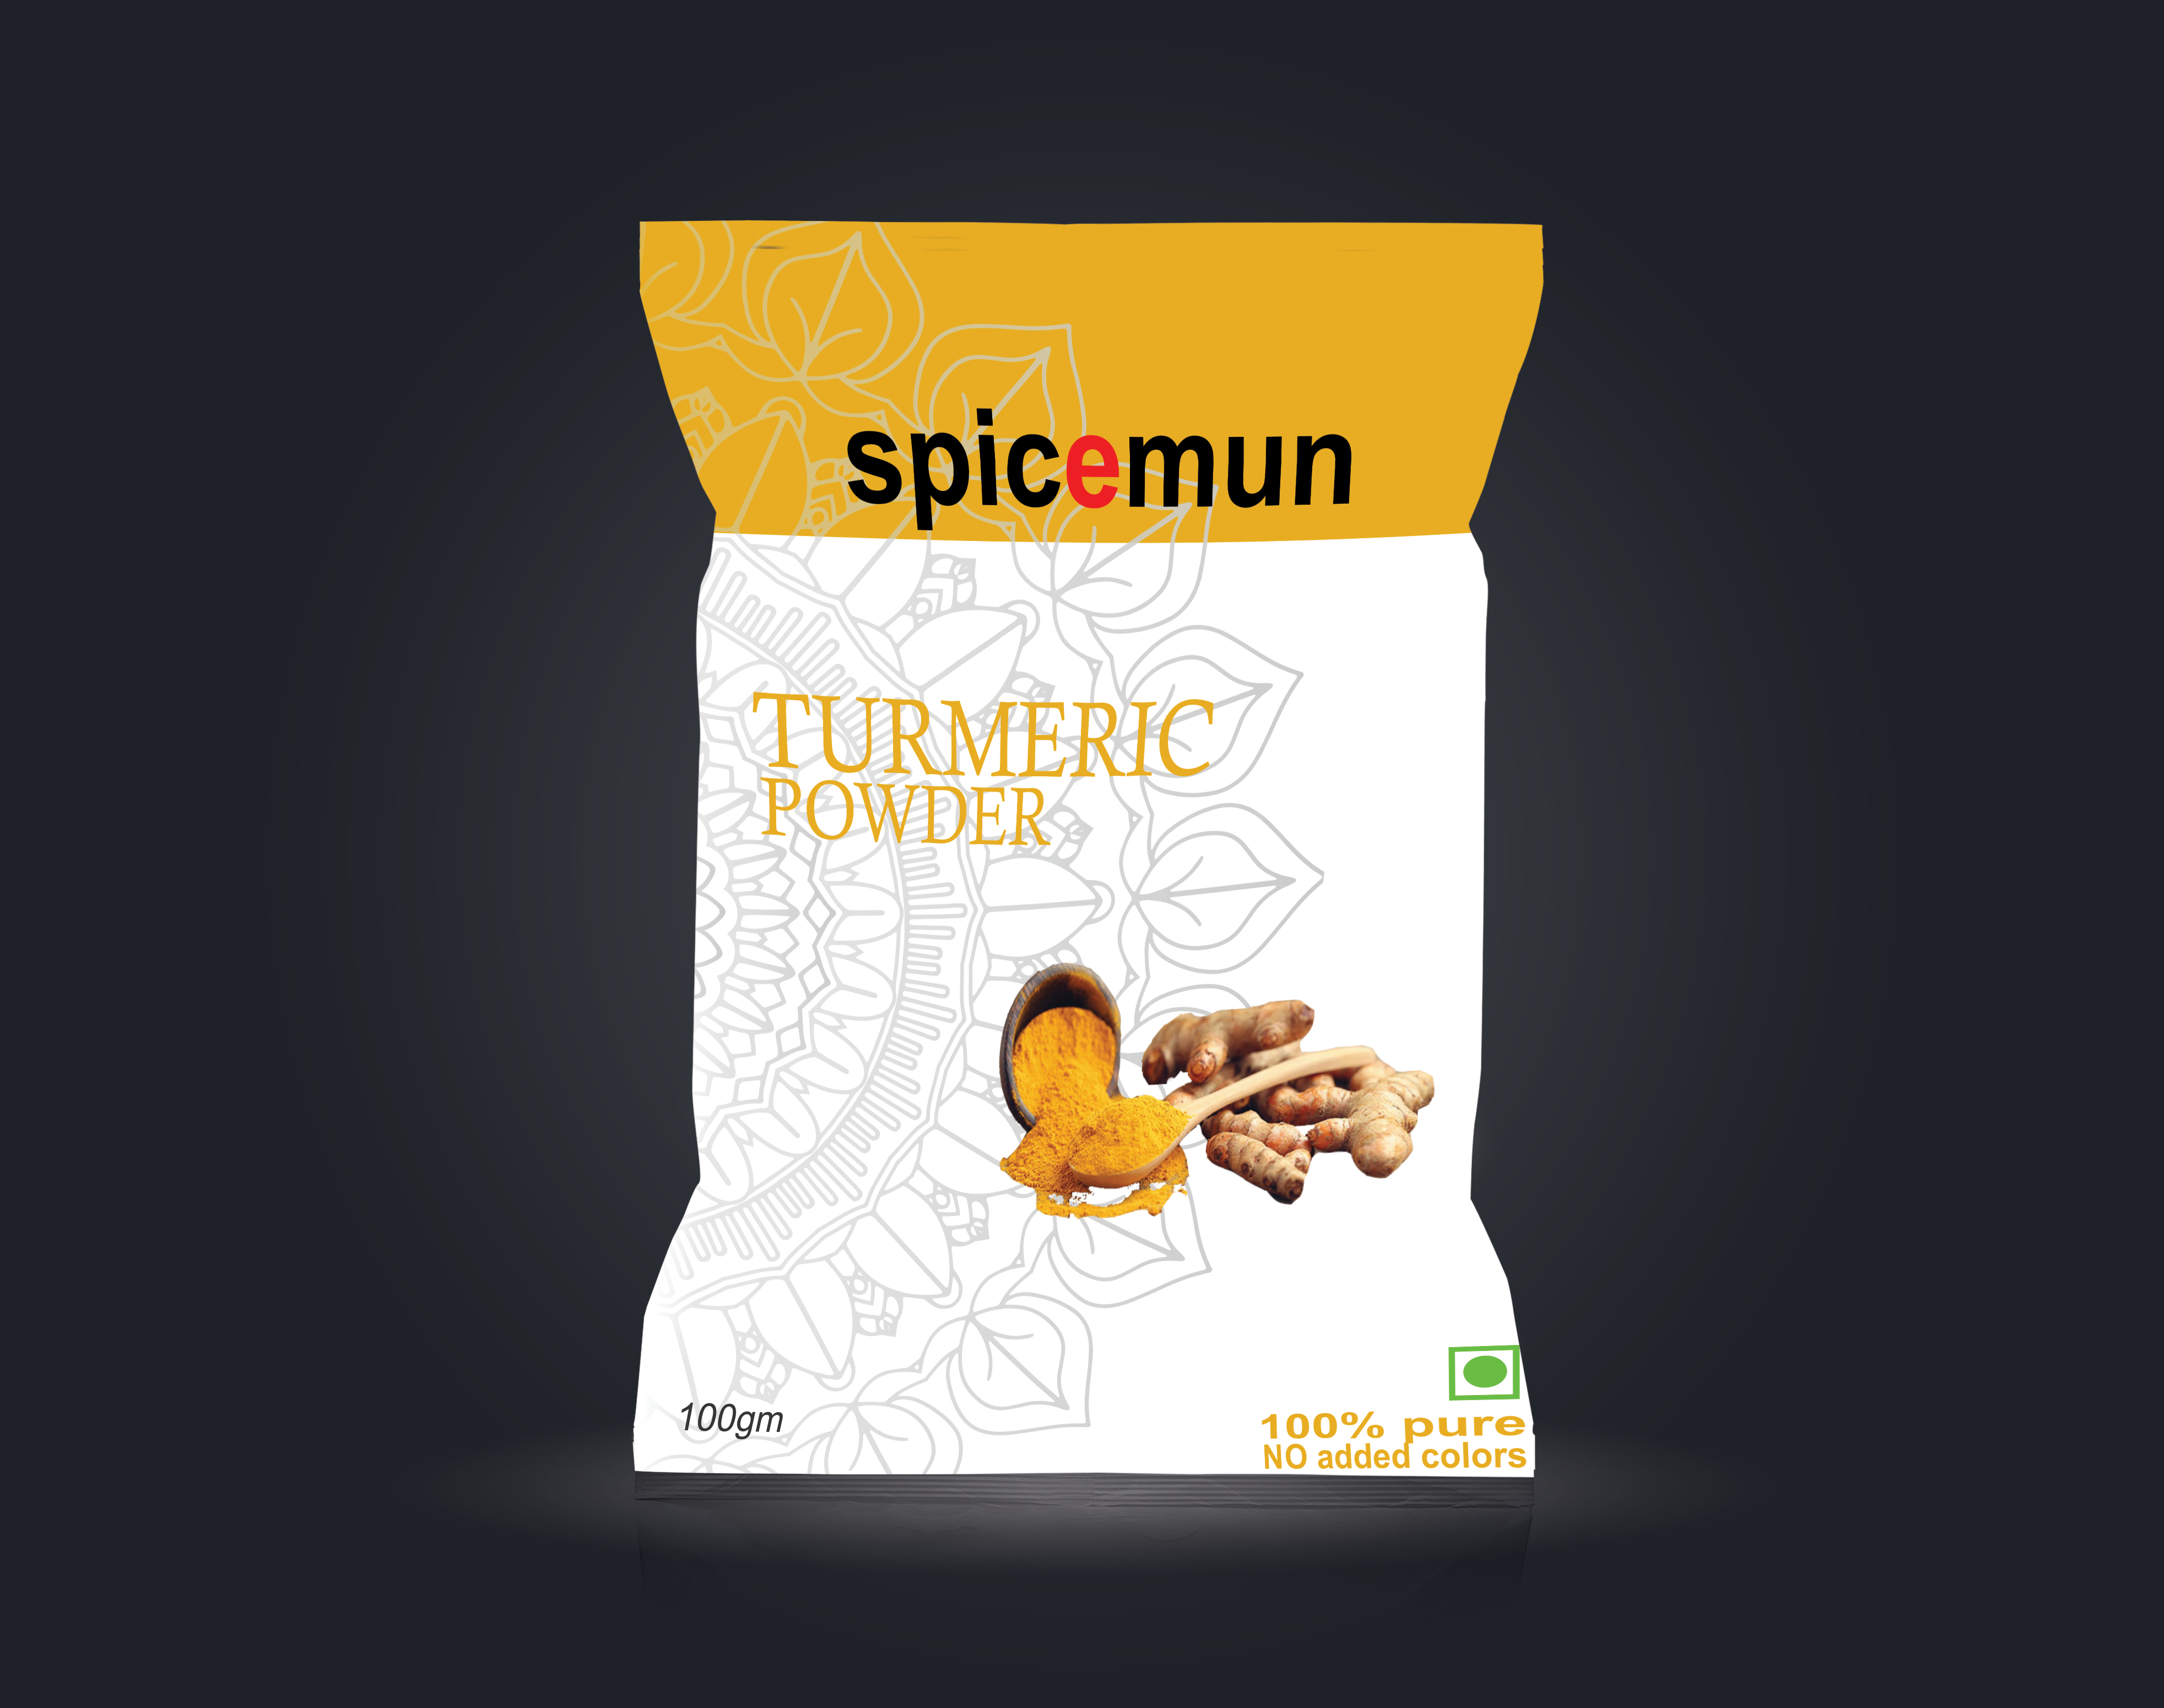 spicemun
TURMERIC
POWDER
100gm
100% pure
NO added colors